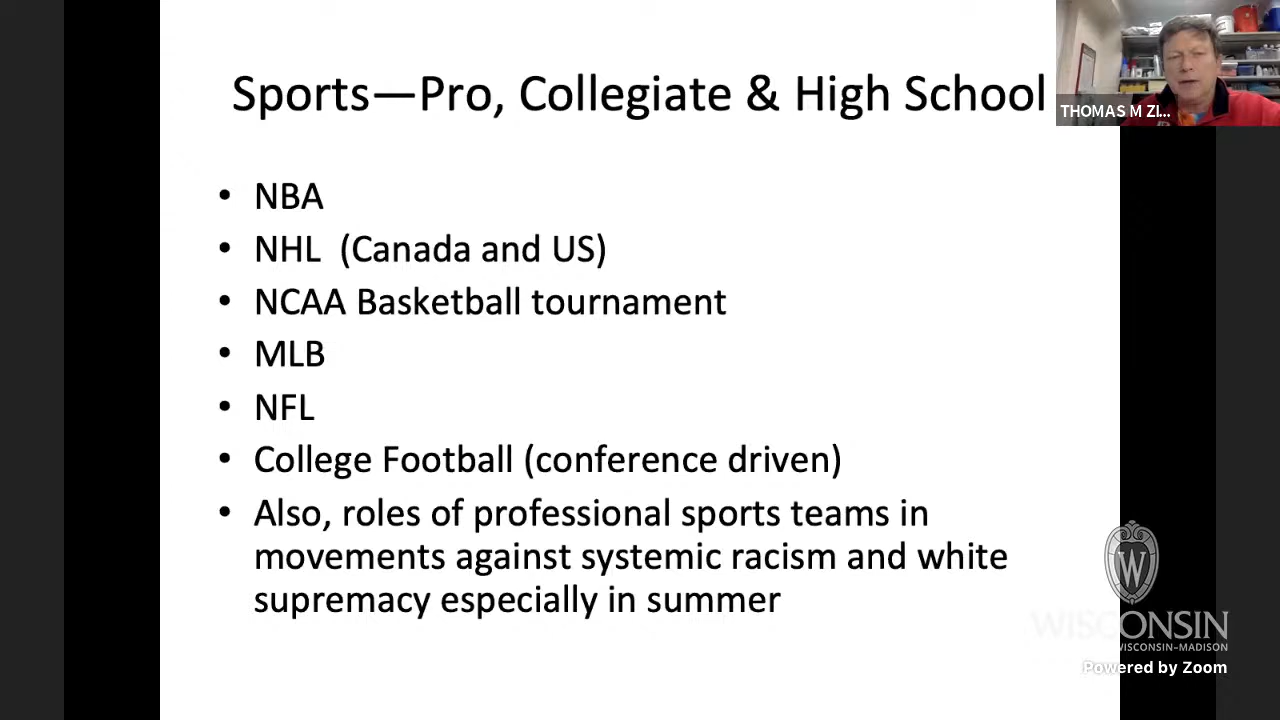 Sports—Pro, Collegiate & High School
THOMAS M ZI...
• NBA
• NHL (Canada and US)
• NCAA Basketball tournament
• MLB
• NFL
• College Football (conference driven)
• Also, roles of professional sports teams in
movements against systemic racism and white
supremacy especially in summer
W
WISCONSIN
WISCONSIN–MADISON
Powered by Zoom